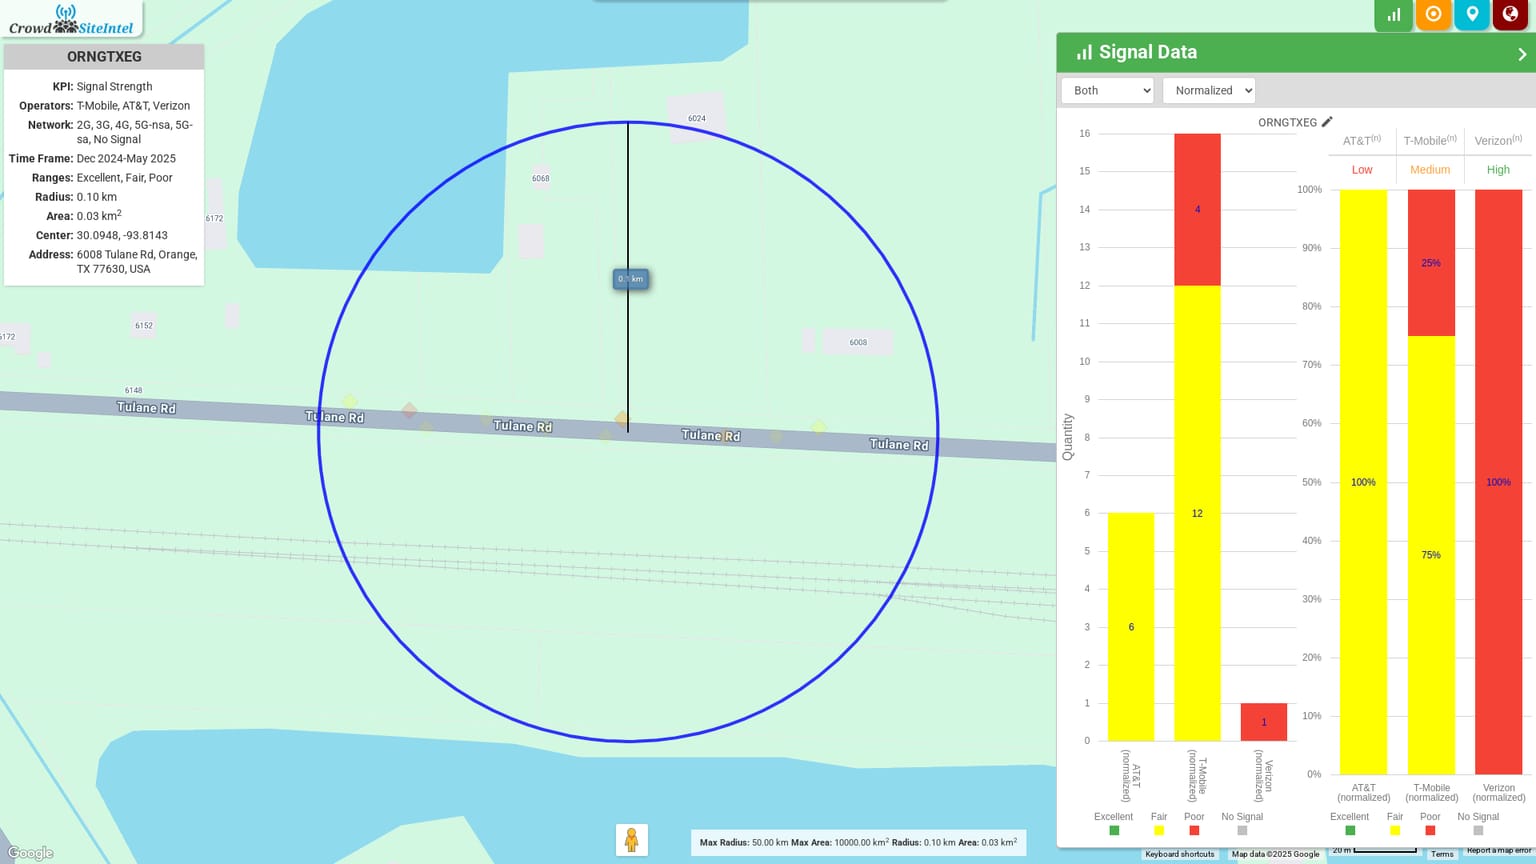 Crowd SiteIntel
ORNGTXEG
KPI: Signal Strength
Operators: T-Mobile, AT&T, Verizon
Network: 2G, 3G, 4G, 5G-nsa, 5G-
sa, No Signal
Time Frame: Dec 2024-May 2025
Ranges: Excellent, Fair, Poor
Radius: 0.10 km
Area: 0.03 km²
Center: 30.0948, -93.8143
Address: 6008 Tulane Rd, Orange,
TX 77630, USA
6024
6068
6172
0.1 km
6152
6172
6008
6148
Tulane Rd
Tulane Rd
Tulane Rd
Tulane Rd
Tulane Rd
Google
Max Radius: 50.00 km Max Area: 10000.00 km² Radius: 0.10 km Area: 0.03 km²
Signal Data
Both
Normalized
ORNGTXEG
Quantity
16
15
14
13
12
11
10
9
8
7
6
5
4
3
2
1
0
4
12
6
1
AT&T
(normalized)
T-Mobile
(normalized)
Verizon
(normalized)
Excellent Fair Poor No Signal
AT&T(n) T-Mobile(n) Verizon(n)
Low Medium High
100%
90%
80%
70%
60%
50%
40%
30%
20%
10%
0%
100%
25%
75%
100%
AT&T
(normalized)
T-Mobile
(normalized)
Verizon
(normalized)
Excellent Fair Poor No Signal
Keyboard shortcuts Map data ©2025 Google 20 m Terms Report a map error